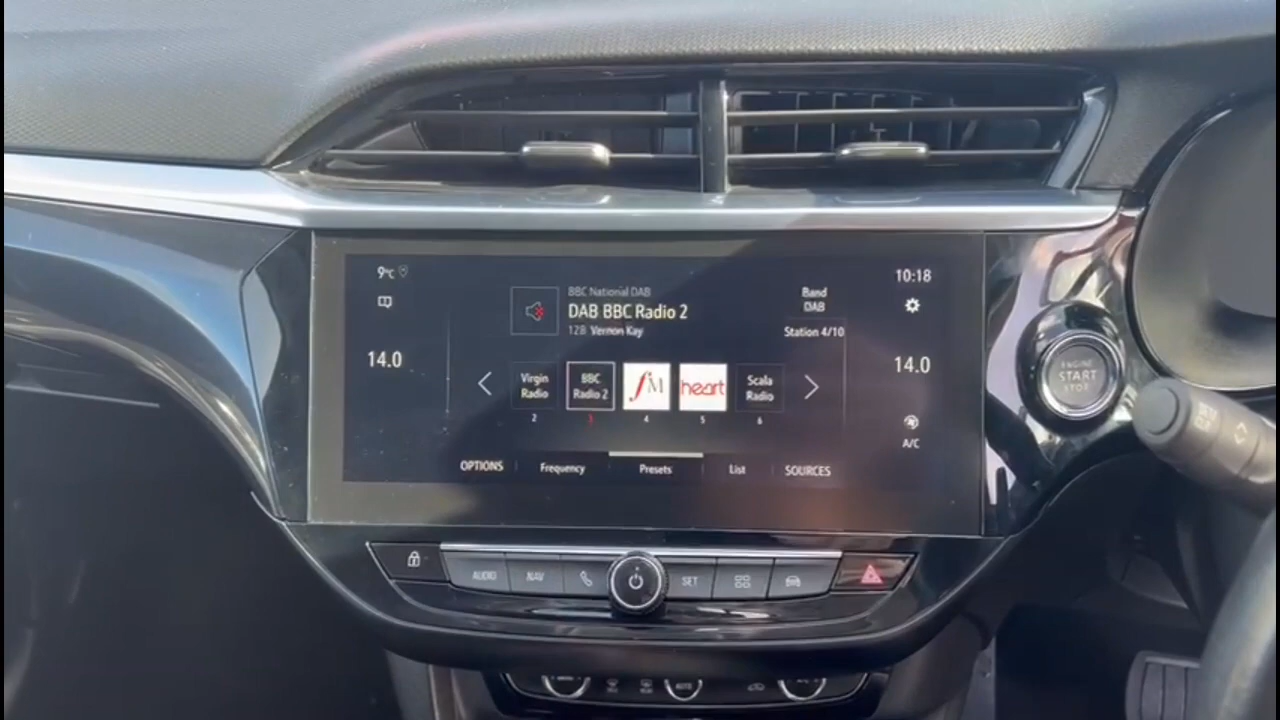 9°C
10:18
BBC National DAB
DAB BBC Radio 2
12B Vernon Kay
Band
DAB
Station 4/10
14.0
14.0
Virgin
Radio
2
BBC
Radio 2
3
fM
4
heart
5
Scala
Radio
6
A/C
OPTIONS
Frequency
Presets
List
SOURCES
ENGINE
START
STOP
AUDIO
NAV
SET
AUTO